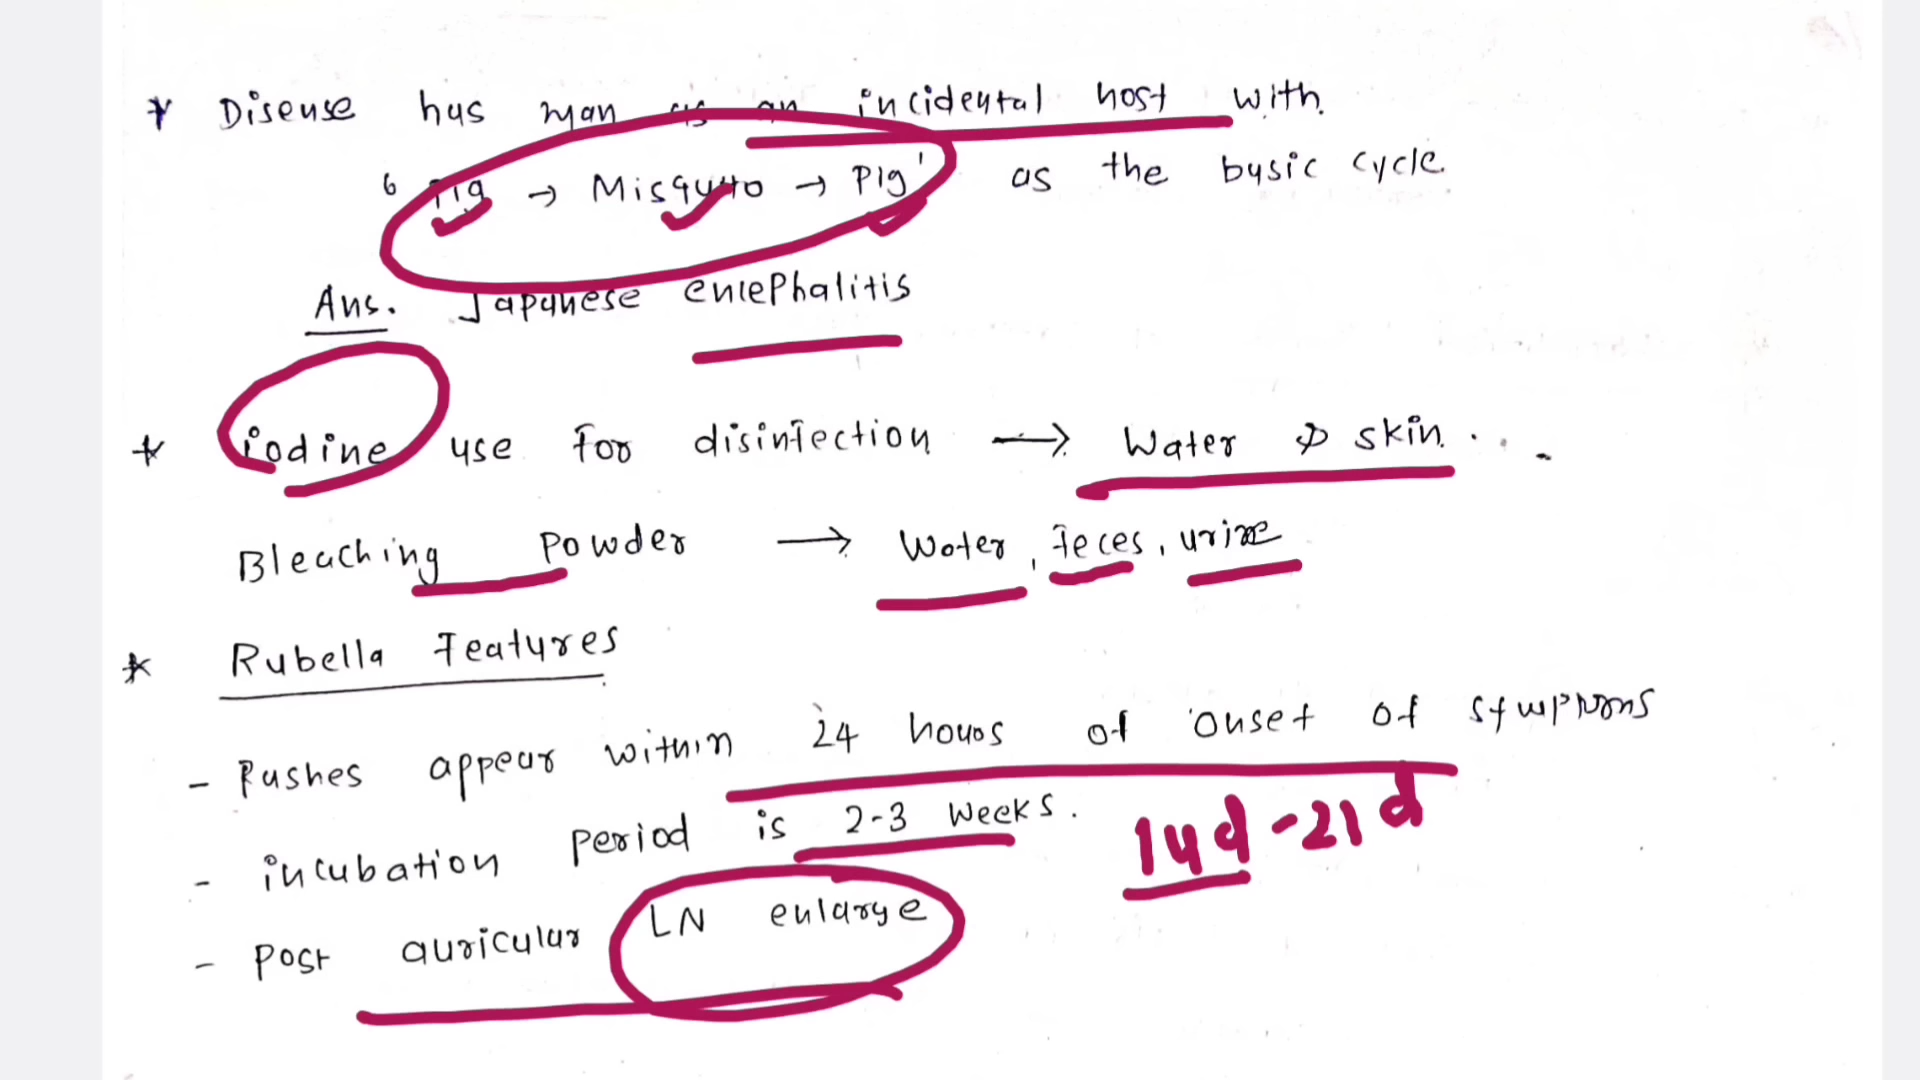 * Disease has man as an incidental host with
' Pig → Misquito → Pig ' as the basic cycle.
Ans. Japanese encephalitis
* iodine use for disinfection → Water & skin.
Bleaching Powder → Water, feces, urine
* Rubella Features
- Rashes appear within 24 hours of onset of symptoms
- incubation period is 2-3 weeks. 14d-21d
- Post auricular LN enlarge